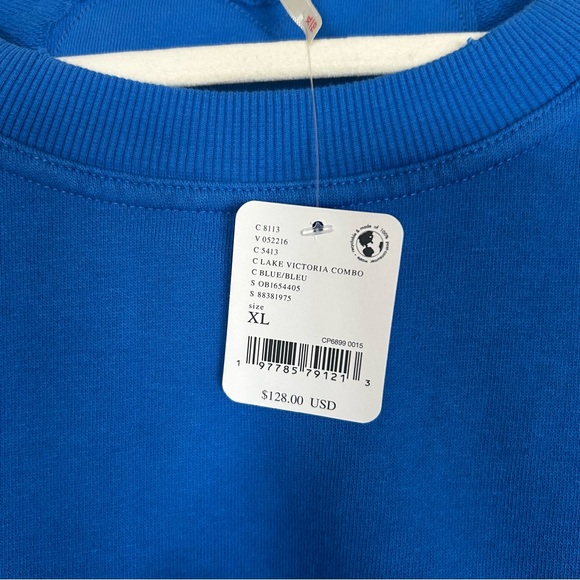 C 8113
V 052216
C 5413
C LAKE VICTORIA COMBO
C BLUE/BLEU
S OB1654405
S 88381975
size
XL
CP6899 0015
1 97785 79121 3
$128.00 USD